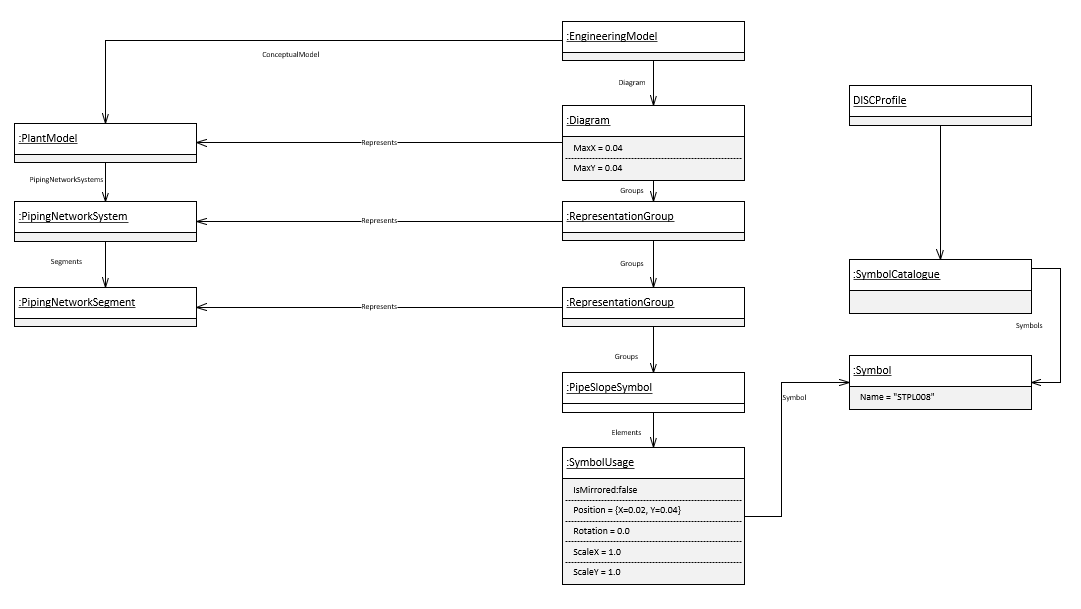 :EngineeringModel
ConceptualModel
Diagram
DISCProfile
:Diagram
MaxX = 0.04
MaxY = 0.04
:PlantModel
Represents
PipingNetworkSystems
Groups
:PipingNetworkSystem
Represents
:RepresentationGroup
Segments
Groups
:SymbolCatalogue
:PipingNetworkSegment
Represents
:RepresentationGroup
Symbols
Groups
:Symbol
Name = "STPL008"
:PipeSlopeSymbol
Symbol
Elements
:SymbolUsage
IsMirrored:false
Position = {X=0.02, Y=0.04}
Rotation = 0.0
ScaleX = 1.0
ScaleY = 1.0